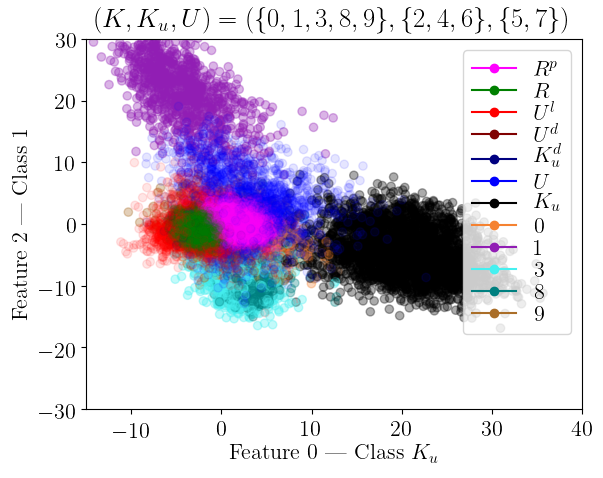 (K, K_u, U) = ({0, 1, 3, 8, 9}, {2, 4, 6}, {5, 7})
30
20
10
0
−10
−20
−30
Feature 2 — Class 1
R^p
R
U^l
U^d
K_u^d
U
K_u
0
1
3
8
9
−10
0
10
20
30
40
Feature 0 — Class K_u